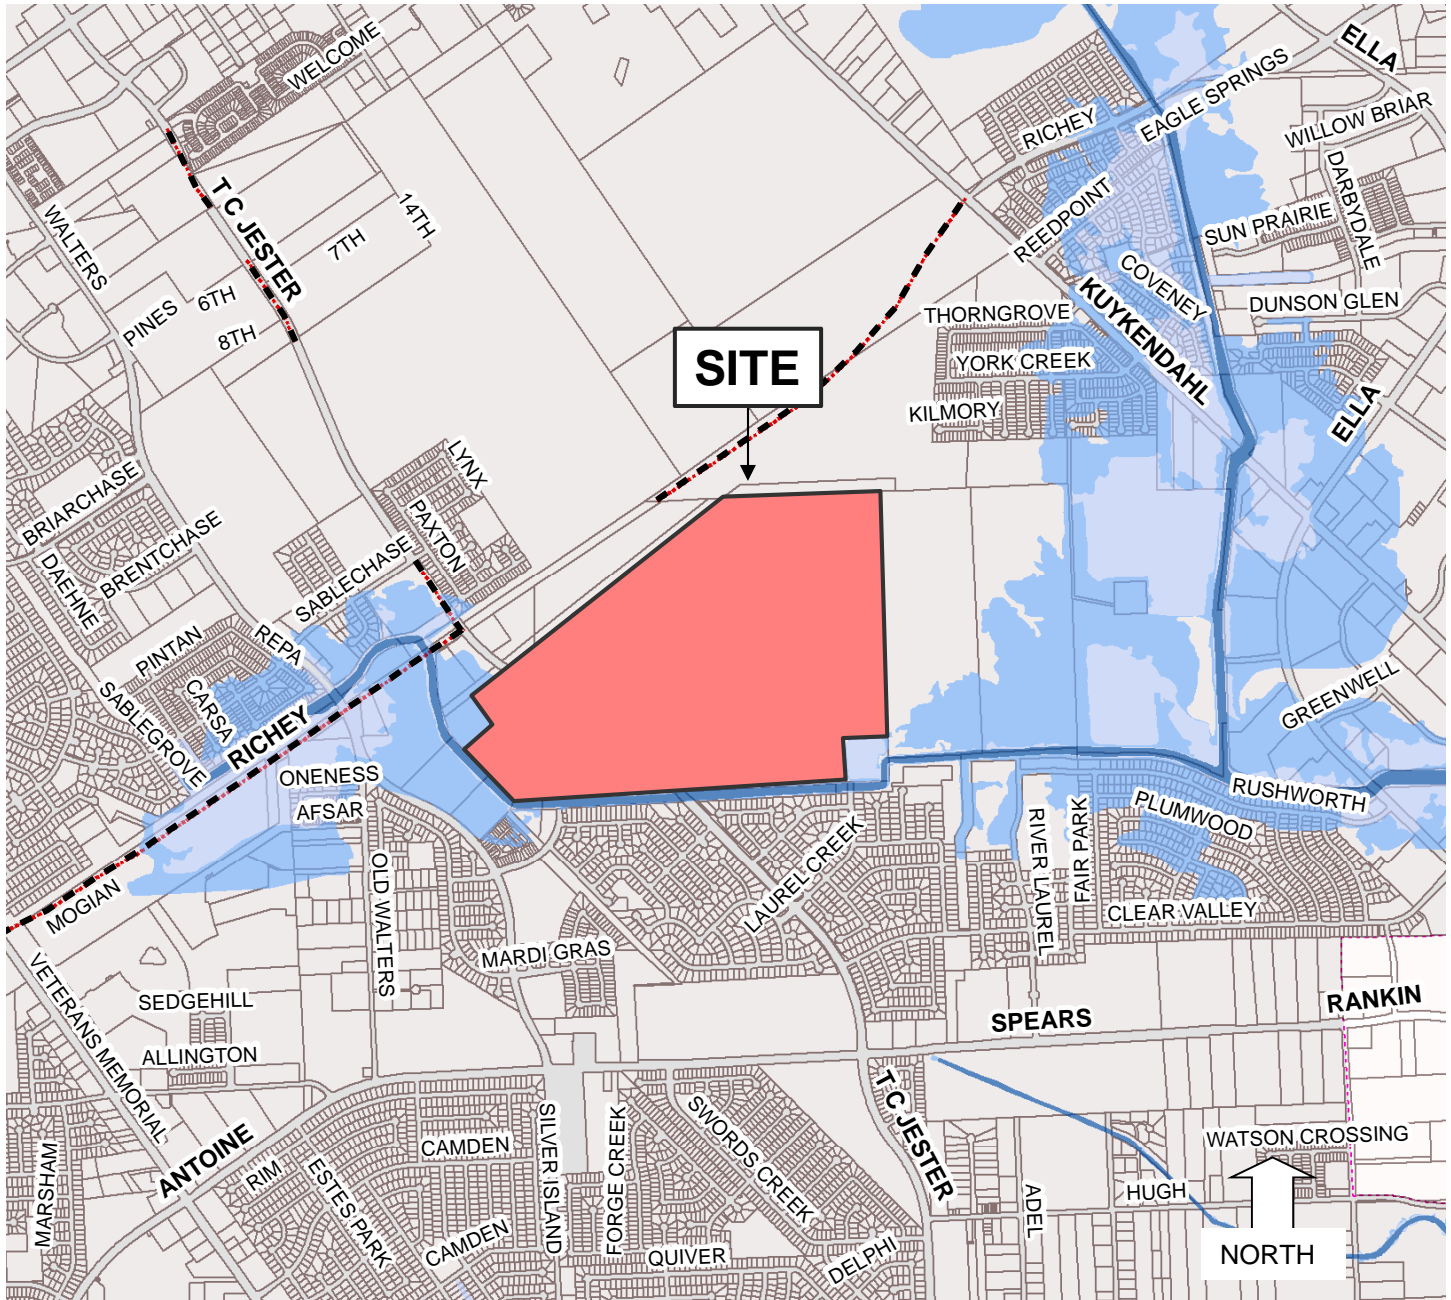 WELCOME
ELLA
EAGLE SPRINGS
RICHEY
WILLOW BRIAR
DARBYDALE
T C JESTER
14TH
WALTERS
7TH
REEDPOINT
SUN PRAIRIE
COVENEY
6TH
PINES
8TH
KUYKENDAHL
DUNSON GLEN
THORNGROVE
SITE
YORK CREEK
KILMORY
ELLA
LYNX
BRIARCHASE
PAXTON
BRENTCHASE
DAEHNE
SABLECHASE
PINTAN
REPA
CARSA
SABLEGROVE
RICHEY
GREENWELL
ONENESS
AFSAR
RUSHWORTH
PLUMWOOD
RIVER LAUREL
FAIR PARK
LAUREL CREEK
OLD WALTERS
MOGIAN
CLEAR VALLEY
MARDI GRAS
VETERANS MEMORIAL
SEDGEHILL
RANKIN
SPEARS
ALLINGTON
T C JESTER
SILVER ISLAND
FORGE CREEK
SWORDS CREEK
CAMDEN
WATSON CROSSING
ANTOINE
RIM
ESTES PARK
MARSHAM
HUGH
ADEL
CAMDEN
QUIVER
DELPHI
NORTH